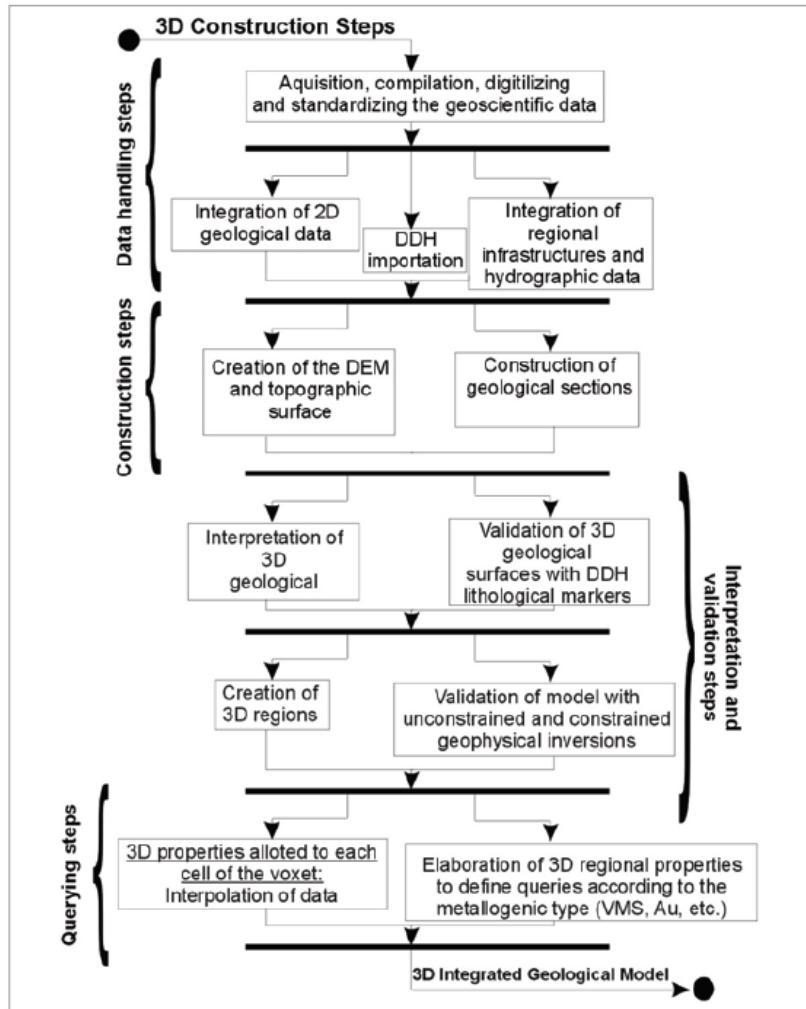 3D Construction Steps
Aquisition, compilation, digitilizing
and standardizing the geoscientific data
Data handling steps
Integration of 2D
geological data
DDH
importation
Integration of
regional
infrastructures and
hydrographic data
Construction steps
Creation of the DEM
and topographic
surface
Construction of
geological sections
Interpretation of
3D
geological
Validation of 3D
geological
surfaces with DDH
lithological markers
Interpretation and
validation steps
Creation of
3D regions
Validation of model with
unconstrained and constrained
geophysical inversions
Querying steps
3D properties alloted to each
cell of the voxet:
Interpolation of data
Elaboration of 3D regional properties
to define queries according to the
metallogenic type (VMS, Au, etc.)
3D Integrated Geological Model